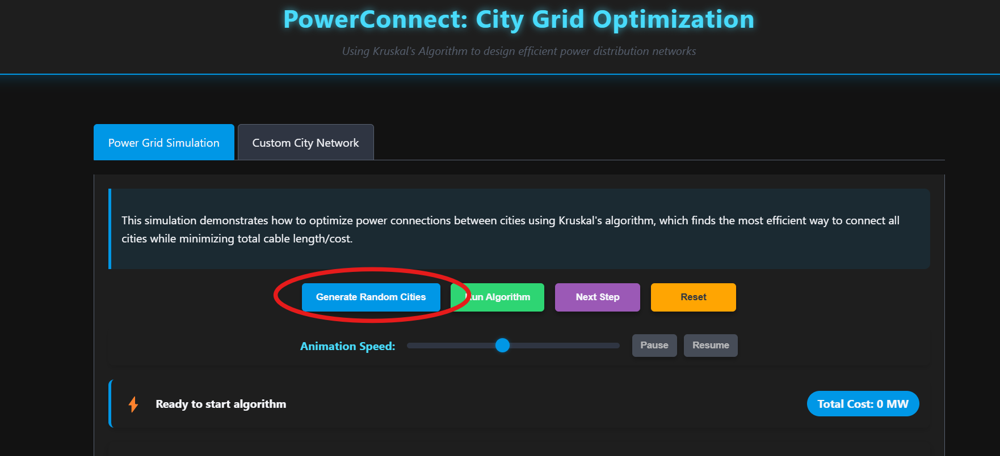 PowerConnect: City Grid Optimization
Using Kruskal's Algorithm to design efficient power distribution networks
Power Grid Simulation
Custom City Network
This simulation demonstrates how to optimize power connections between cities using Kruskal's algorithm, which finds the most efficient way to connect all
cities while minimizing total cable length/cost.
Generate Random Cities
Run Algorithm
Next Step
Reset
Animation Speed:
Pause
Resume
Ready to start algorithm
Total Cost: 0 MW